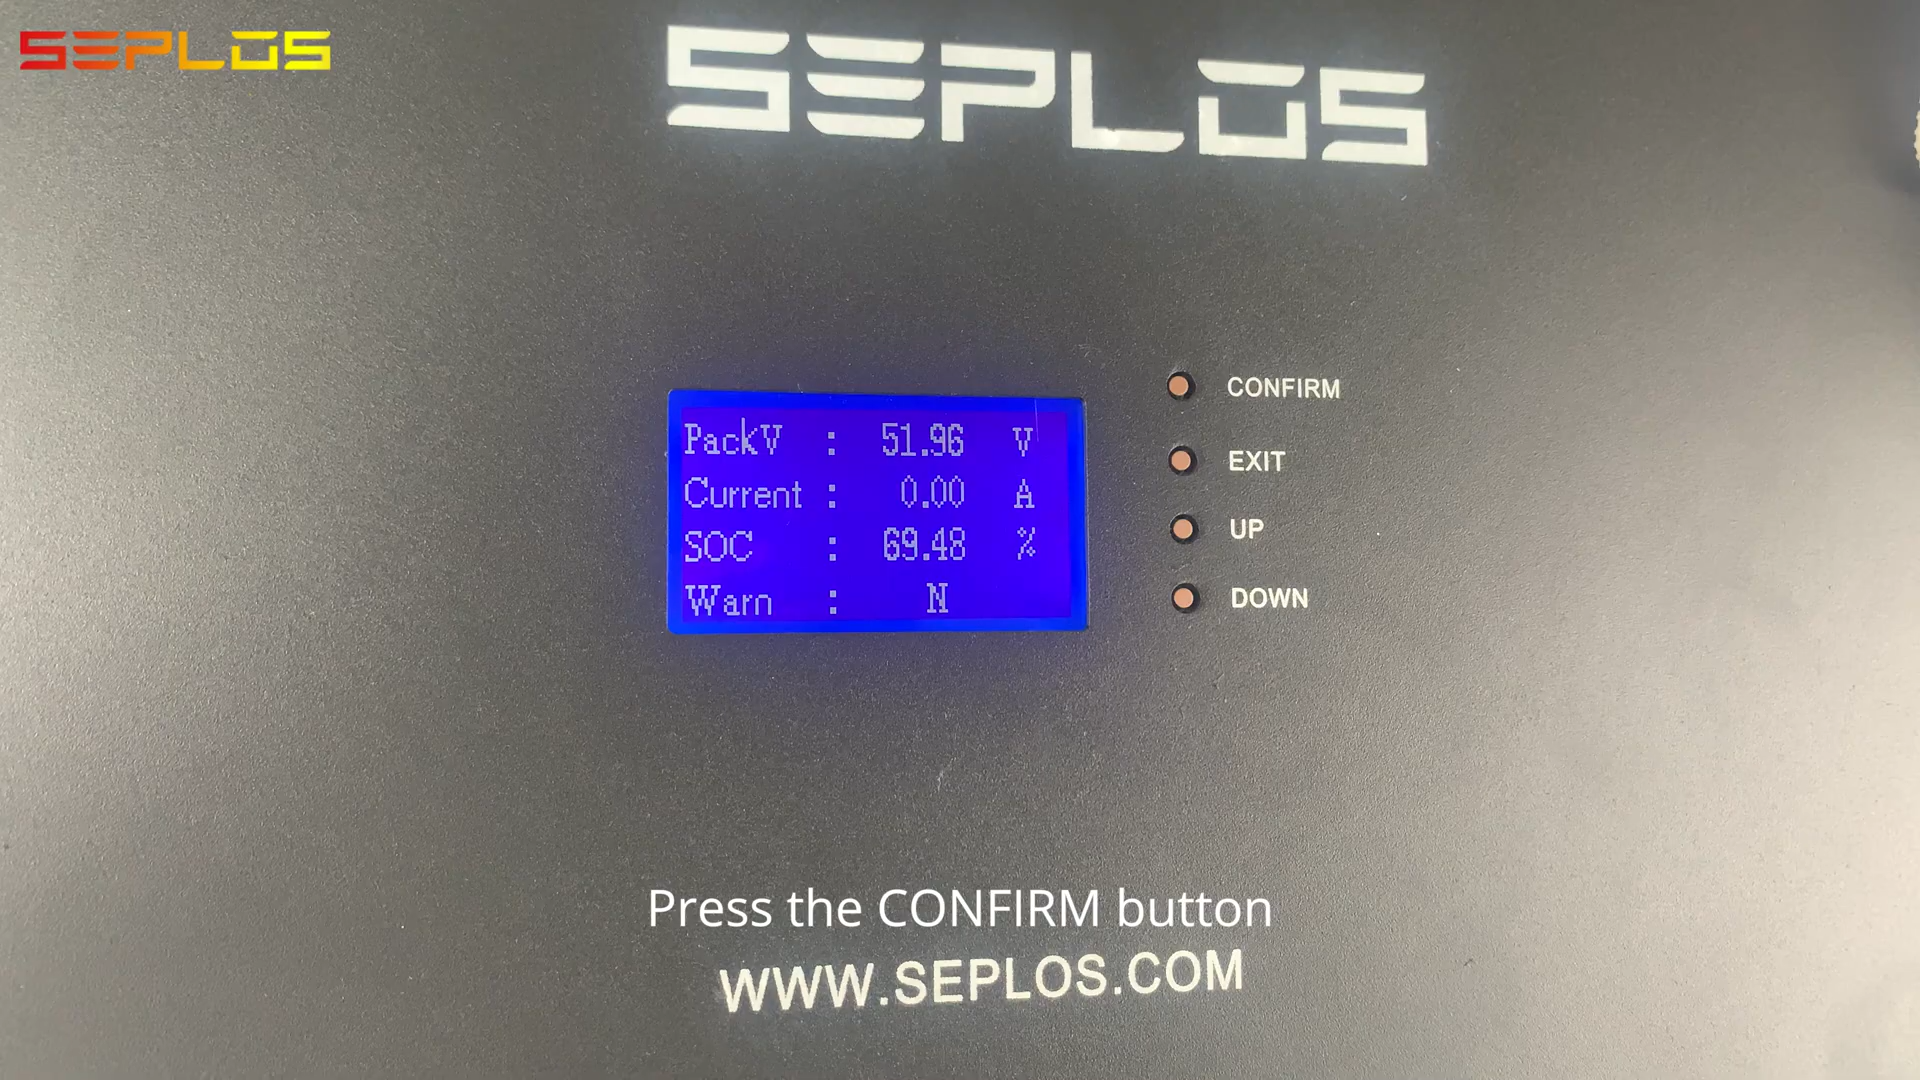 SEPLOS
SEPLOS
PackV : 51.96 V
Current : 0.00 A
SOC : 69.48 %
Warn : N
CONFIRM
EXIT
UP
DOWN
Press the CONFIRM button
WWW.SEPLOS.COM